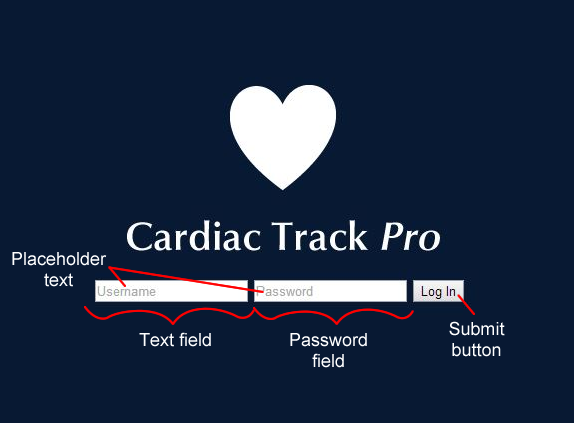 Cardiac Track Pro
Placeholder
text
Username
Password
Log In
Text field
Password
field
Submit
button